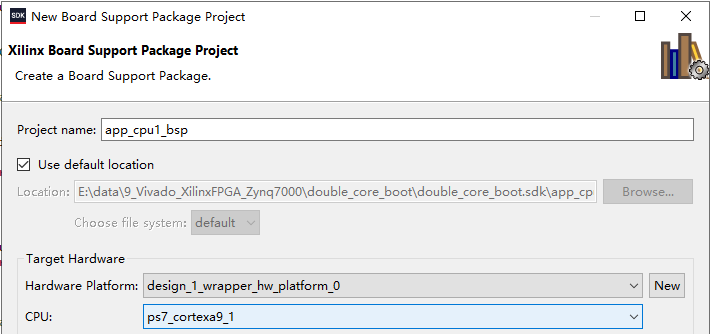 SDK New Board Support Package Project
Xilinx Board Support Package Project
Create a Board Support Package.
Project name: app_cpu1_bsp
Use default location
Location: E:\data\9_Vivado_XilinxFPGA_Zynq7000\double_core_boot\double_core_boot.sdk\app_cp Browse...
Choose file system: default
Target Hardware
Hardware Platform: design_1_wrapper_hw_platform_0 New
CPU: ps7_cortexa9_1